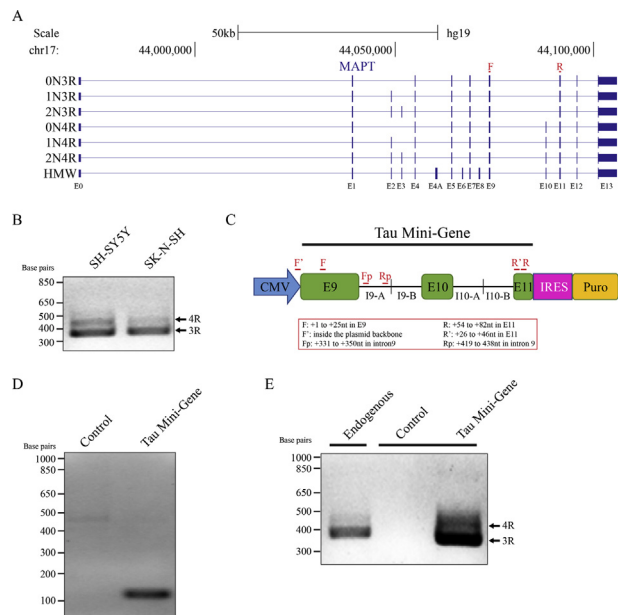 A
Scale
50kb
hg19
chr17:
44,000,000
44,050,000
44,100,000
MAPT
F
R
0N3R
1N3R
2N3R
0N4R
1N4R
2N4R
HMW
E0
E1
E2
E3
E4
E4A
E5
E6
E7
E8
E9
E10
E11
E12
E13
B
SH-SY5Y
SK-N-SH
Base pairs
850
650
500
400
300
4R
3R
C
Tau Mini-Gene
F'
F
Fp
Rp
R'
R
CMV
E9
I9-A
I9-B
E10
I10-A
I10-B
E11
IRES
Puro
F: +1 to +25nt in E9
R: +54 to +82nt in E11
F': inside the plasmid backbone
R': +26 to +46nt in E11
Fp: +331 to +350nt in intron9
Rp: +419 to 438nt in intron 9
D
Control
Tau Mini-Gene
Base pairs
1000
850
650
500
400
300
200
100
E
Endogenous
Control
Tau Mini-Gene
Base pairs
1000
850
650
500
400
300
4R
3R